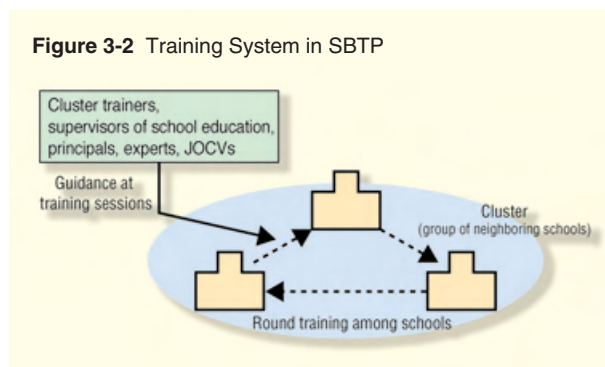 Figure 3-2 Training System in SBTP
Cluster trainers,
supervisors of school education,
principals, experts, JOCVs
Guidance at
training sessions
Cluster
(group of neighboring schools)
Round training among schools